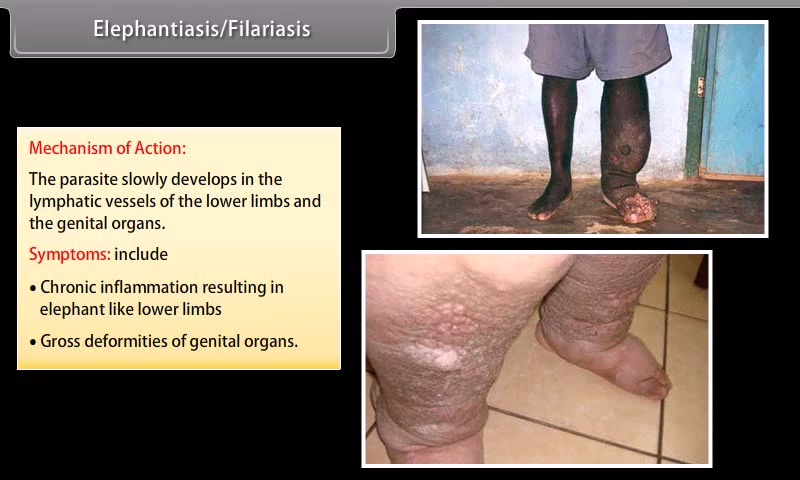 Elephantiasis/Filariasis
Mechanism of Action:
The parasite slowly develops in the
lymphatic vessels of the lower limbs and
the genital organs.
Symptoms: include
• Chronic inflammation resulting in
elephant like lower limbs
• Gross deformities of genital organs.